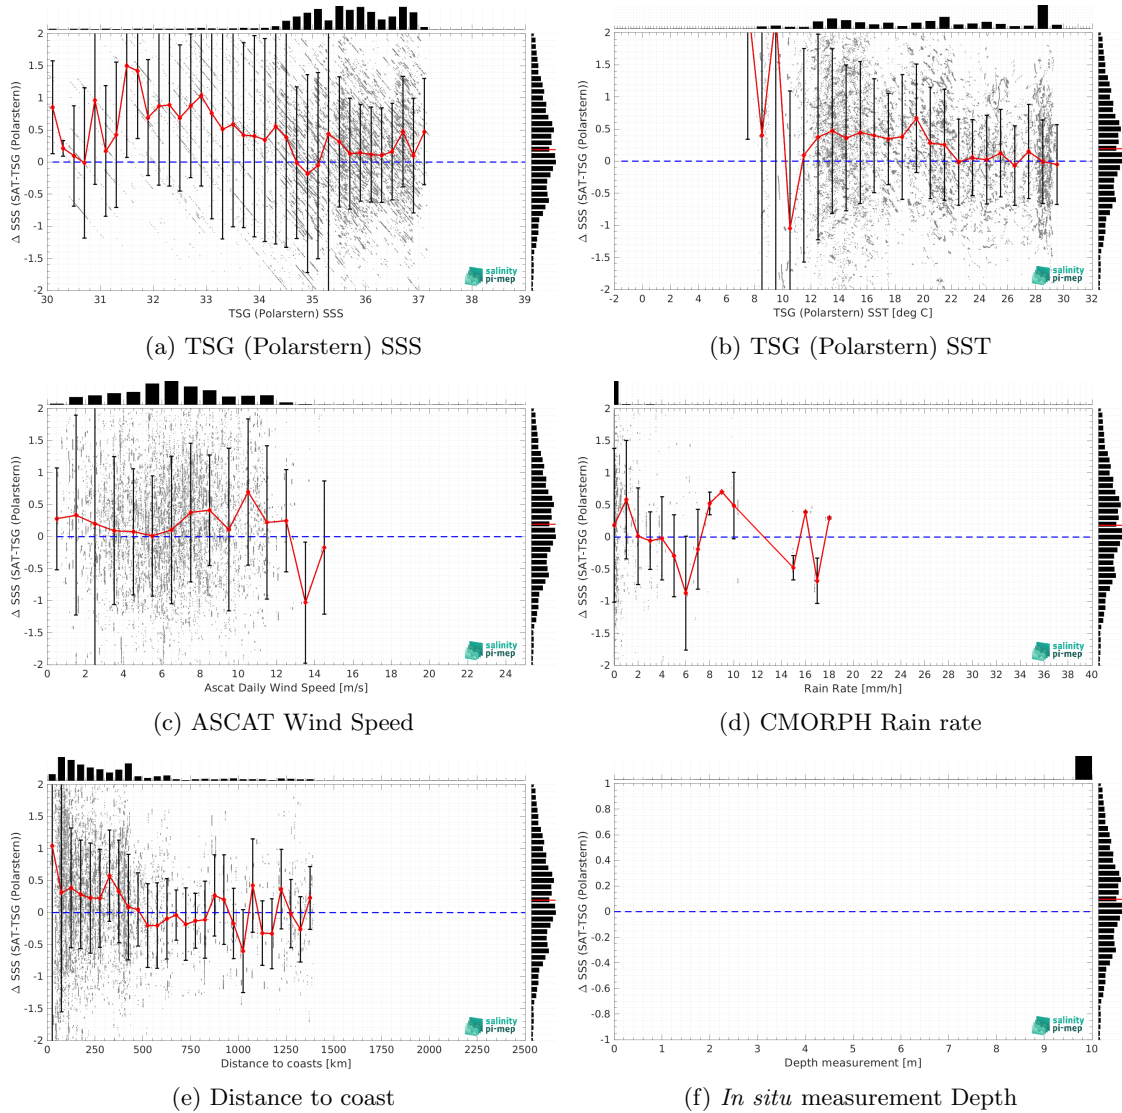 Δ SSS (SAT-TSG (Polarstern))
2
1.5
1
0.5
0
-0.5
-1
-1.5
-2
30 31 32 33 34 35 36 37 38 39
TSG (Polarstern) SSS
salinity
pi-mep
(a) TSG (Polarstern) SSS
Δ SSS (SAT-TSG (Polarstern))
2
1.5
1
0.5
0
-0.5
-1
-1.5
-2
-2 0 2 4 6 8 10 12 14 16 18 20 22 24 26 28 30 32
TSG (Polarstern) SST [deg C]
salinity
pi-mep
(b) TSG (Polarstern) SST
Δ SSS (SAT-TSG (Polarstern))
2
1.5
1
0.5
0
-0.5
-1
-1.5
-2
0 2 4 6 8 10 12 14 16 18 20 22 24
Ascat Daily Wind Speed [m/s]
salinity
pi-mep
(c) ASCAT Wind Speed
Δ SSS (SAT-TSG (Polarstern))
2
1.5
1
0.5
0
-0.5
-1
-1.5
-2
0 2 4 6 8 10 12 14 16 18 20 22 24 26 28 30 32 34 36 38 40
Rain Rate [mm/h]
salinity
pi-mep
(d) CMORPH Rain rate
Δ SSS (SAT-TSG (Polarstern))
2
1.5
1
0.5
0
-0.5
-1
-1.5
-2
0 250 500 750 1000 1250 1500 1750 2000 2250 2500
Distance to coasts [km]
salinity
pi-mep
(e) Distance to coast
Δ SSS (SAT-TSG (Polarstern))
1
0.8
0.6
0.4
0.2
0
-0.2
-0.4
-0.6
-0.8
-1
0 1 2 3 4 5 6 7 8 9 10
Depth measurement [m]
salinity
pi-mep
(f) In situ measurement Depth